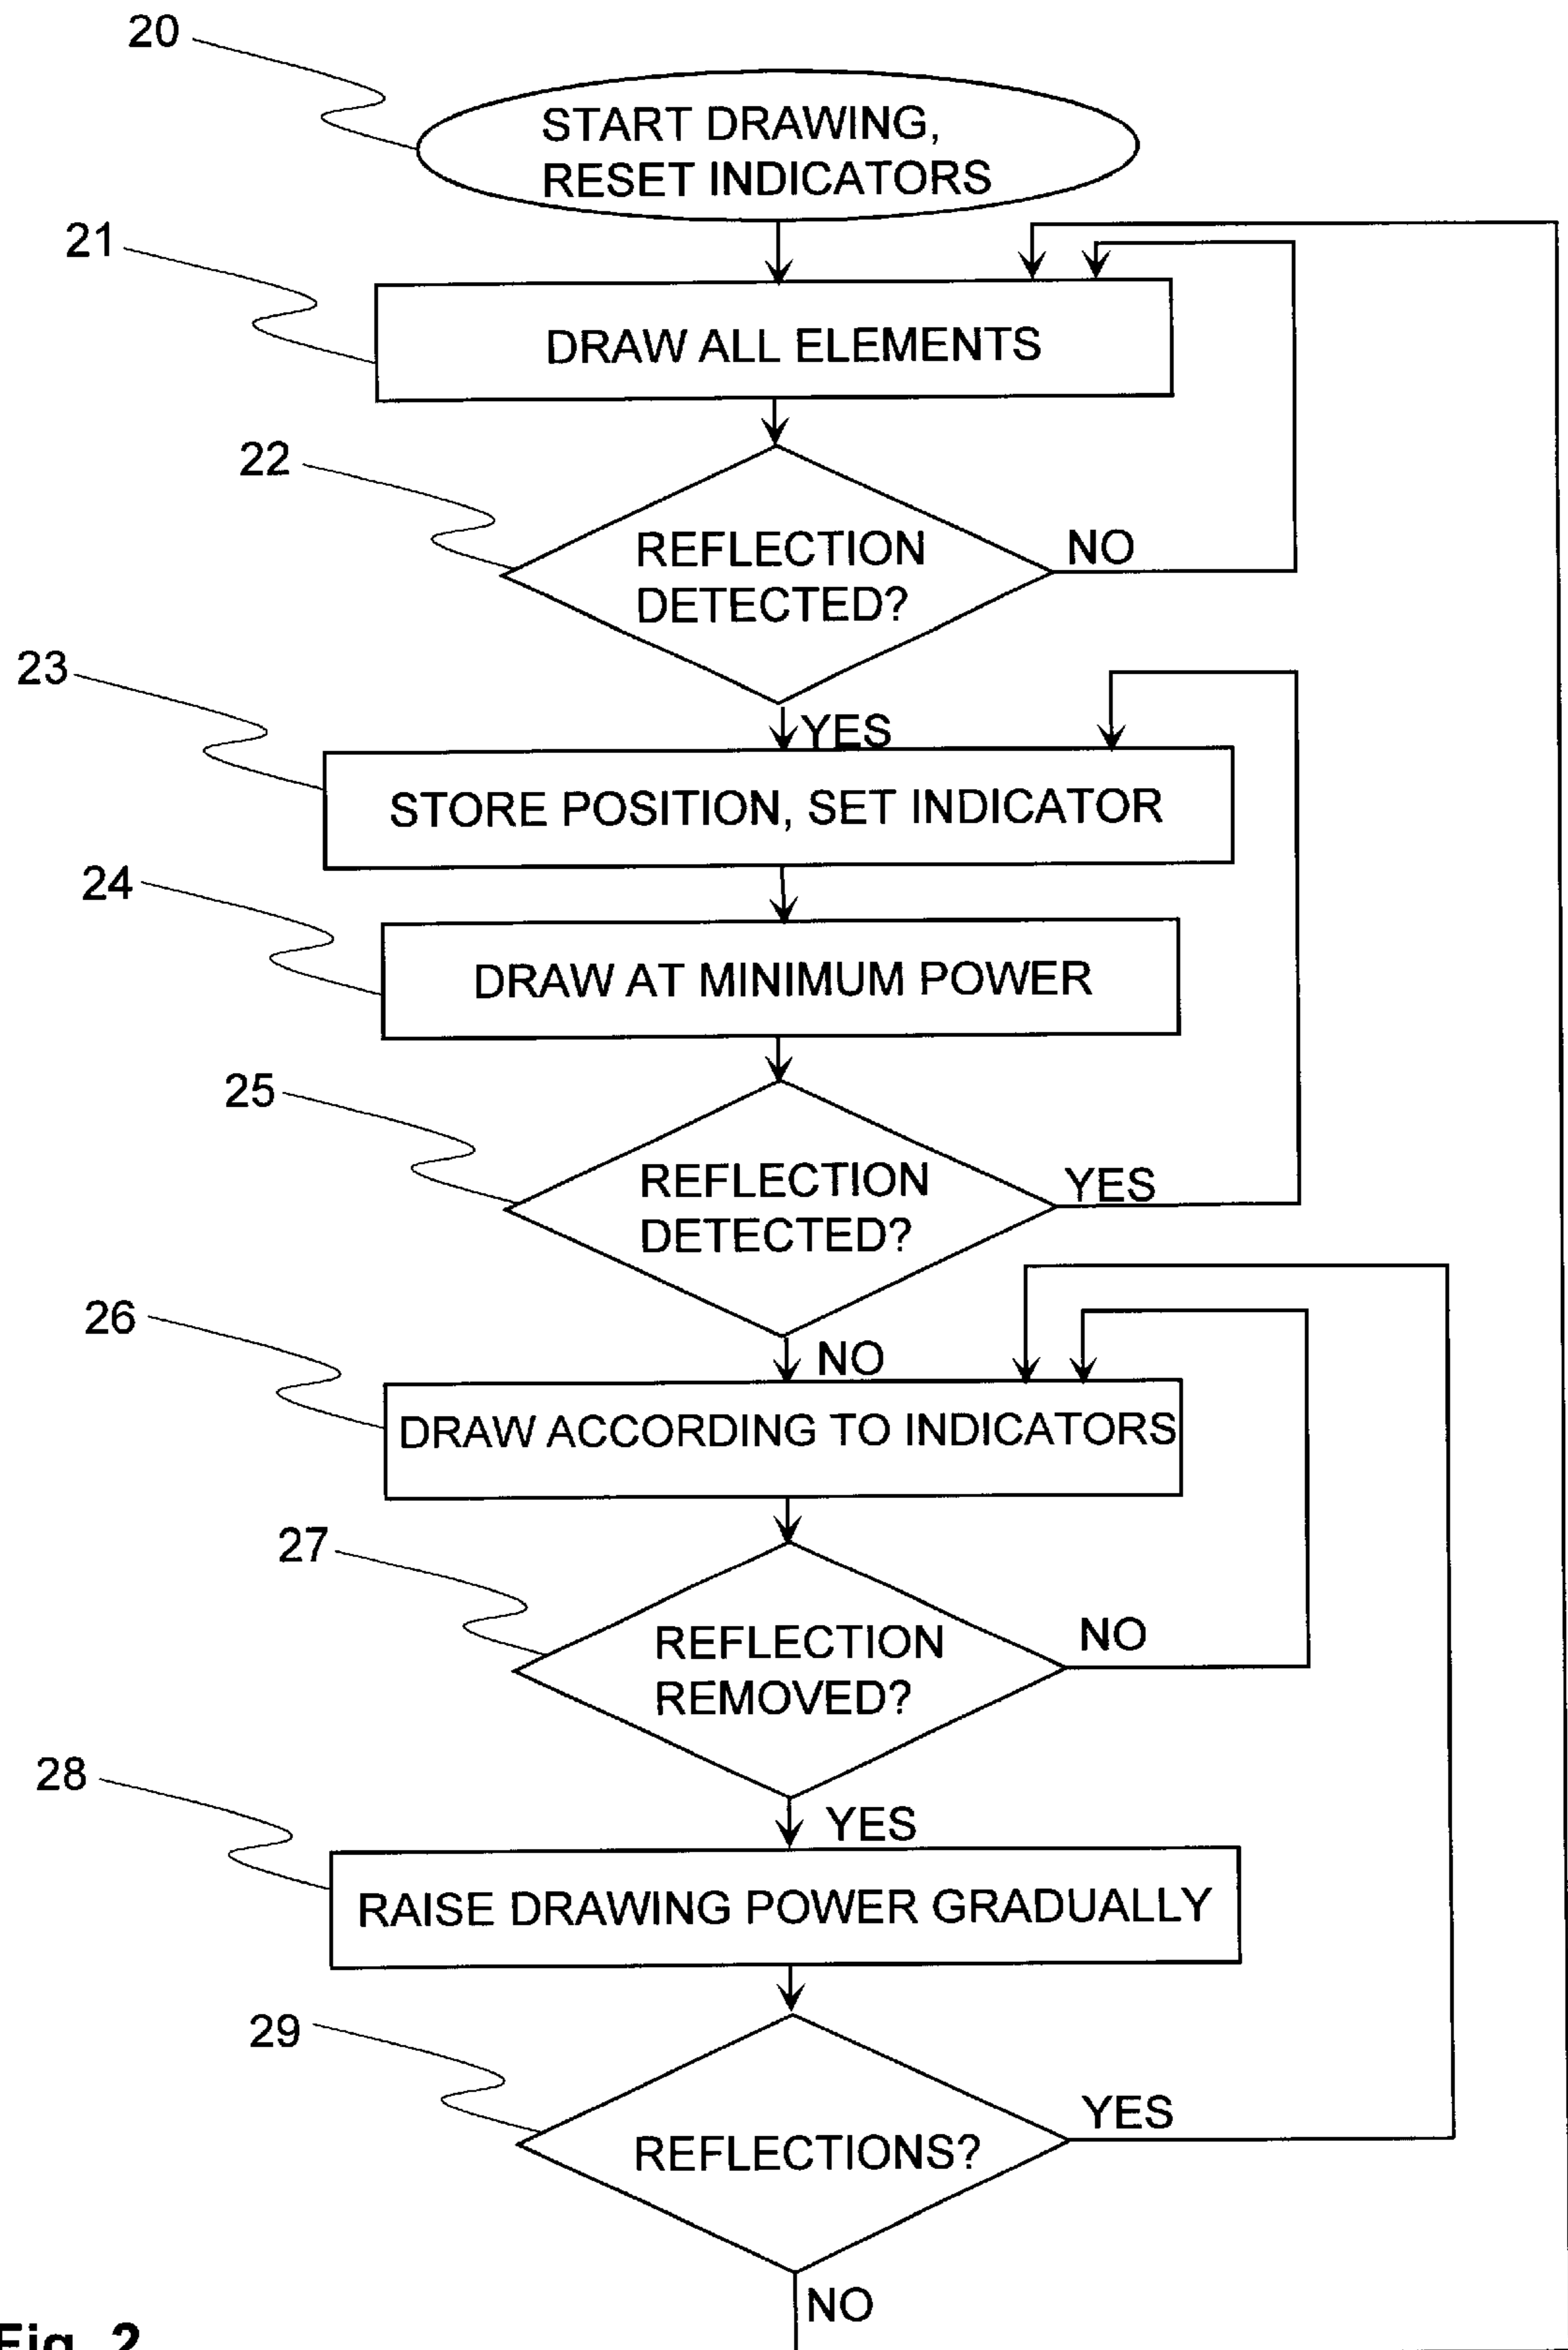 20
START DRAWING,
RESET INDICATORS
21
DRAW ALL ELEMENTS
22
REFLECTION
DETECTED?
NO
23
YES
STORE POSITION, SET INDICATOR
24
DRAW AT MINIMUM POWER
25
REFLECTION
DETECTED?
YES
26
NO
DRAW ACCORDING TO INDICATORS
27
REFLECTION
REMOVED?
NO
28
YES
RAISE DRAWING POWER GRADUALLY
29
REFLECTIONS?
YES
NO
Fig. 2